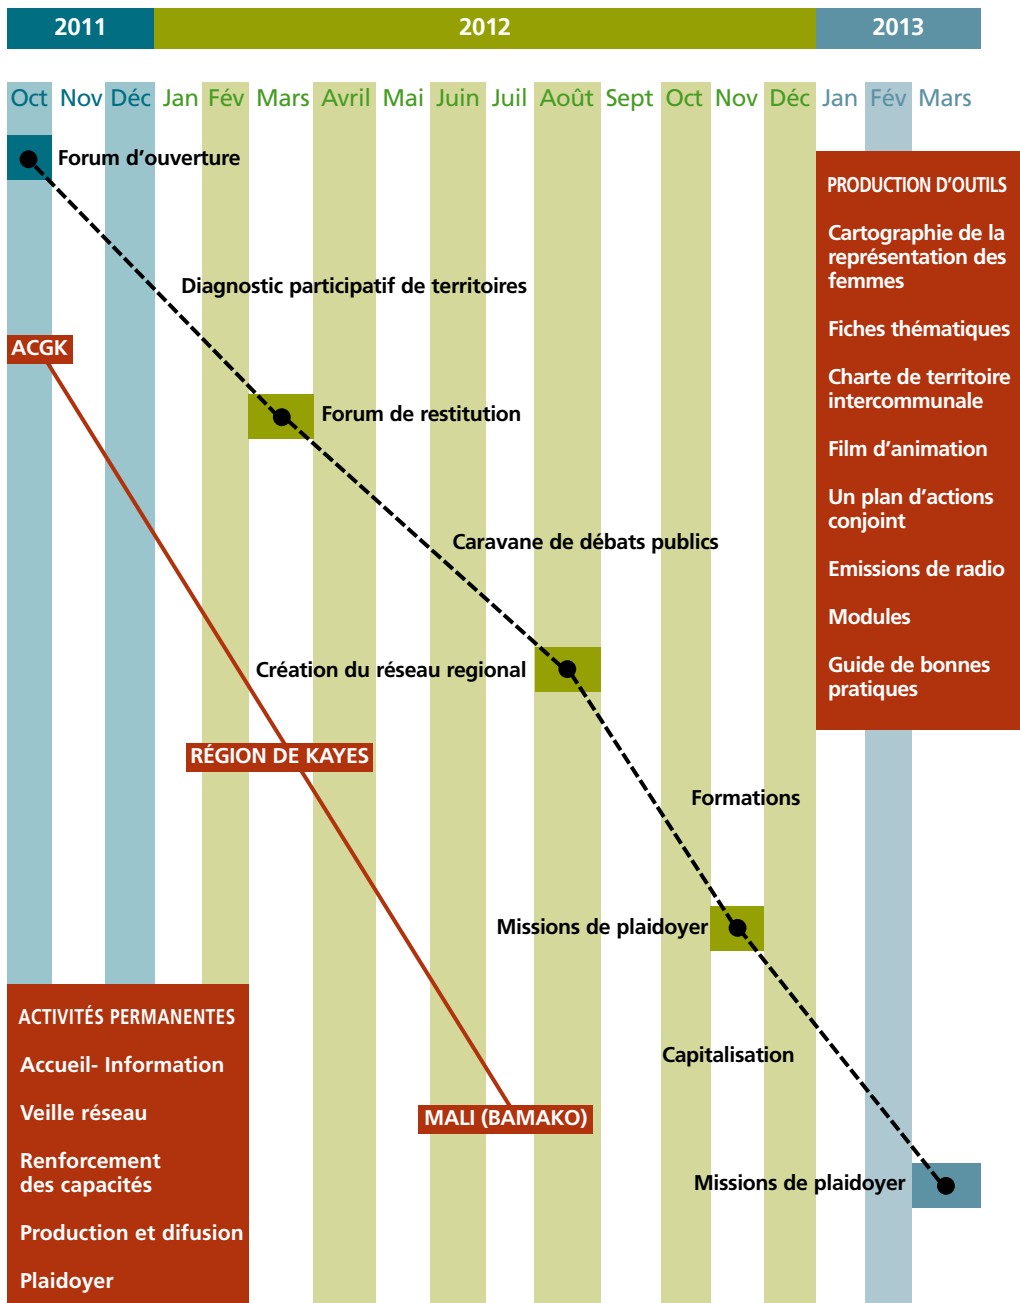 2011 2012 2013
Oct Nov Déc Jan Fév Mars Avril Mai Juin Juil Août Sept Oct Nov Déc Jan Fév Mars
Forum d'ouverture
Diagnostic participatif de territoires
ACGK
Forum de restitution
Caravane de débats publics
Création du réseau regional
RÉGION DE KAYES
Formations
Missions de plaidoyer
Capitalisation
MALI (BAMAKO)
Missions de plaidoyer
PRODUCTION D'OUTILS
Cartographie de la
représentation des
femmes
Fiches thématiques
Charte de territoire
intercommunale
Film d'animation
Un plan d'actions
conjoint
Emissions de radio
Modules
Guide de bonnes
pratiques
ACTIVITÉS PERMANENTES
Accueil- Information
Veille réseau
Renforcement
des capacités
Production et difusion
Plaidoyer